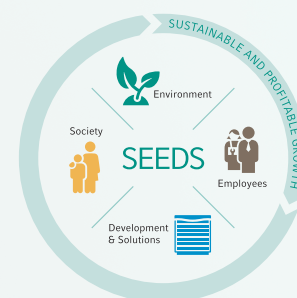 SUSTAINABLE AND PROFITABLE GROWTH
Environment
Society
SEEDS
Employees
Development
& Solutions